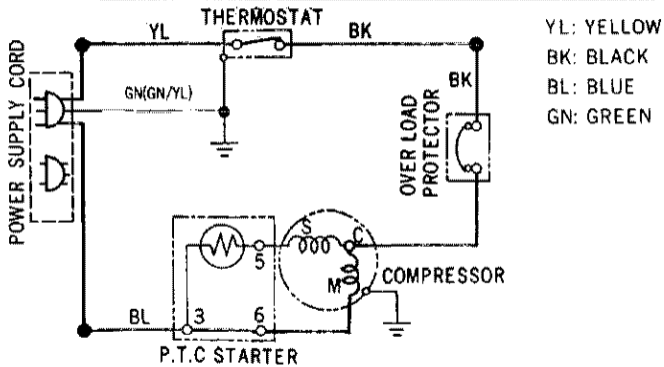 THERMOSTAT
YL
BK
YL: YELLOW
BK: BLACK
BL: BLUE
GN: GREEN
BK
GN(GN/YL)
POWER SUPPLY CORD
OVER LOAD
PROTECTOR
S
C
5
M
COMPRESSOR
BL
3
6
P.T.C STARTER